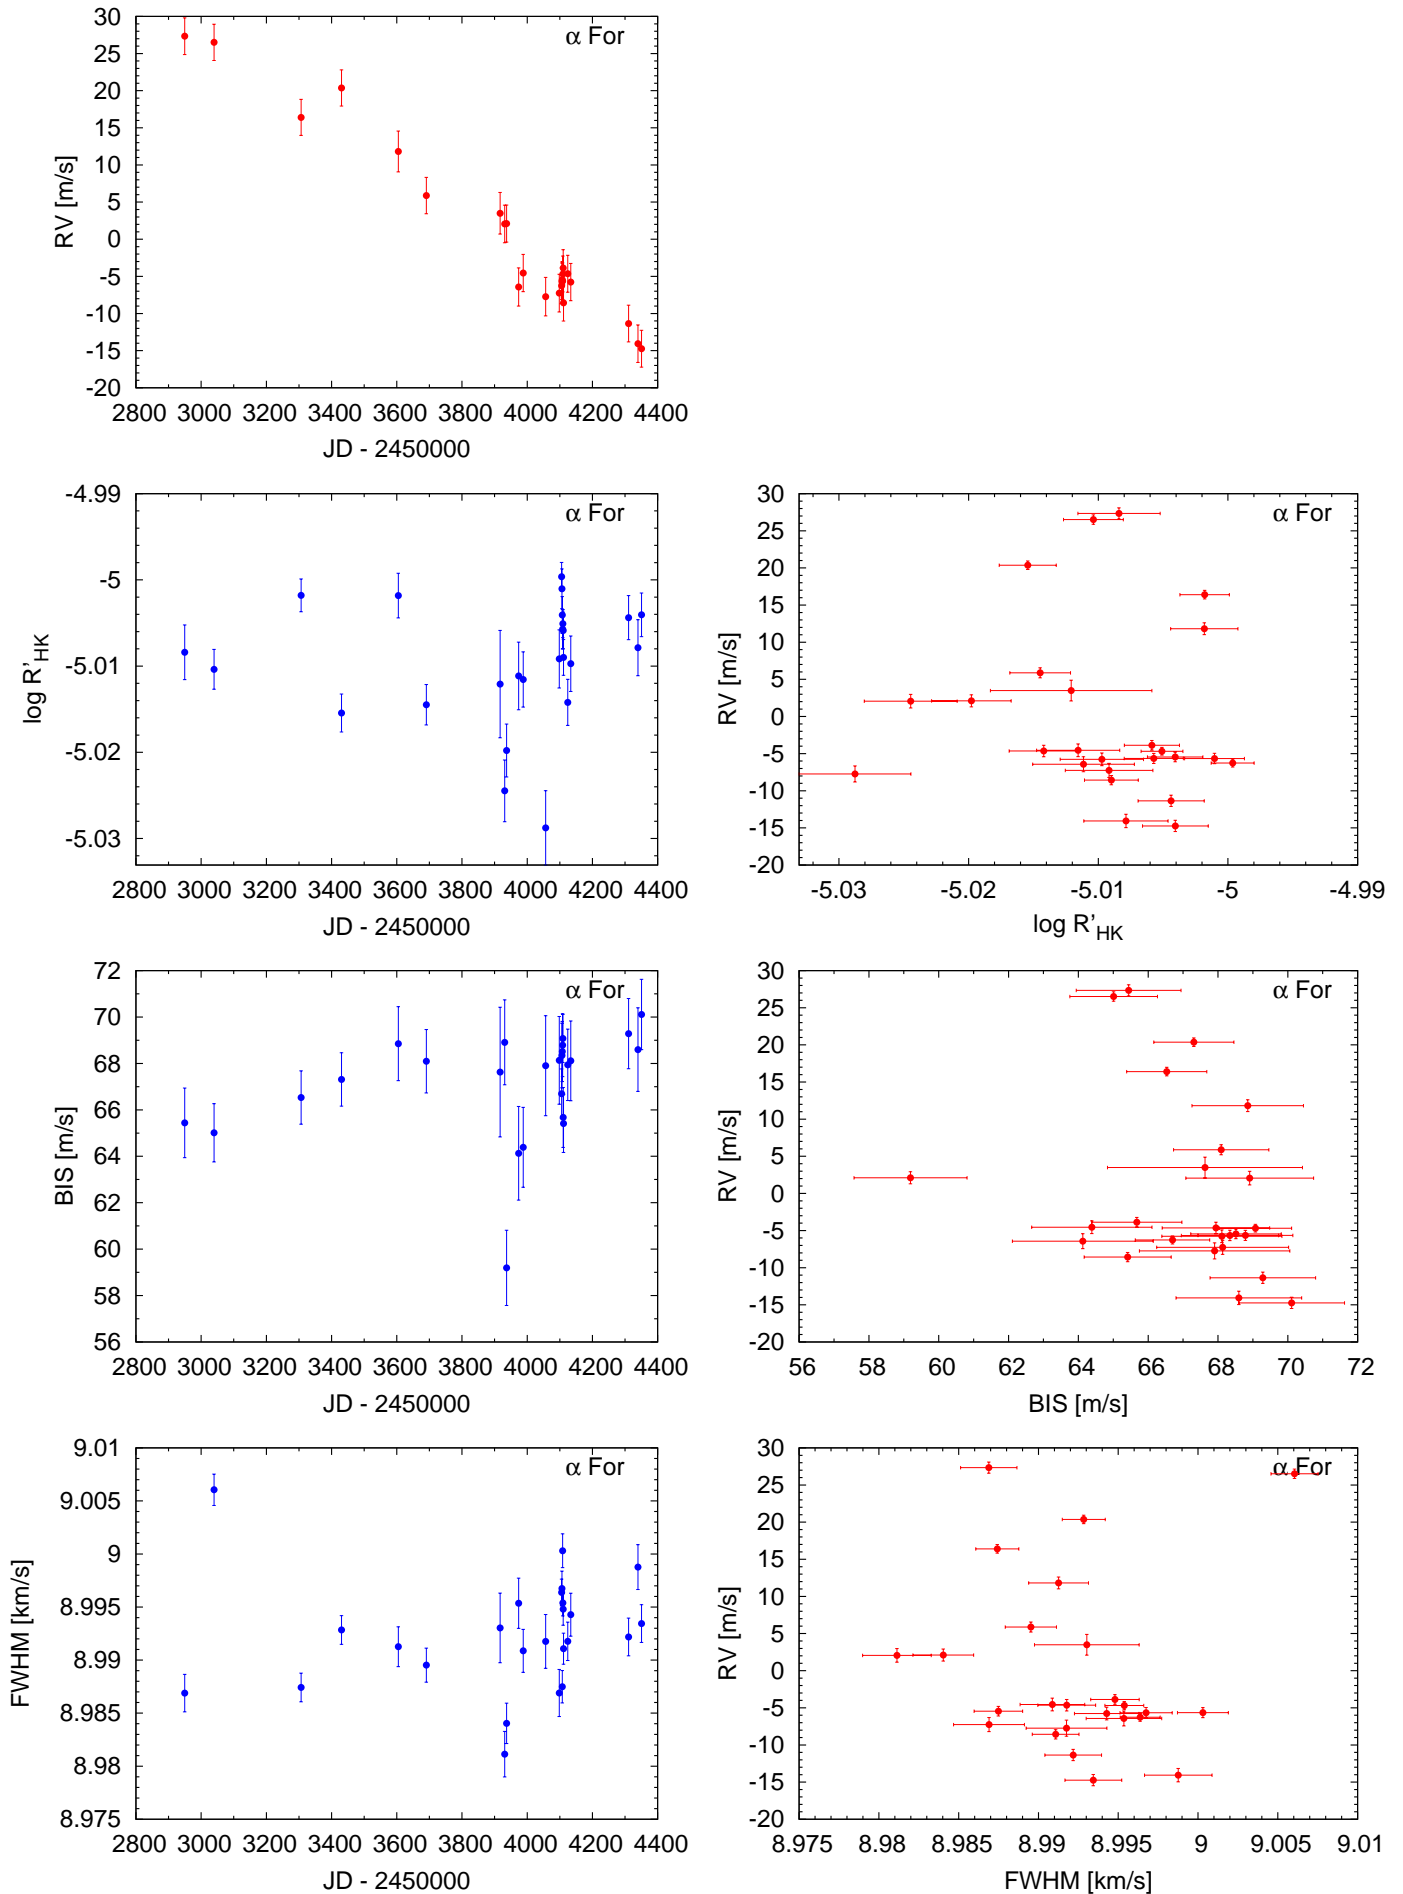 30
25
20
15
10
5
0
-5
-10
-15
-20
RV [m/s]
α For
2800 3000 3200 3400 3600 3800 4000 4200 4400
JD - 2450000
-4.99
-5
-5.01
-5.02
-5.03
log R'HK
α For
2800 3000 3200 3400 3600 3800 4000 4200 4400
JD - 2450000
30
25
20
15
10
5
0
-5
-10
-15
-20
RV [m/s]
α For
-5.03 -5.02 -5.01 -5 -4.99
log R'HK
72
70
68
66
64
62
60
58
56
BIS [m/s]
α For
2800 3000 3200 3400 3600 3800 4000 4200 4400
JD - 2450000
30
25
20
15
10
5
0
-5
-10
-15
-20
RV [m/s]
α For
56 58 60 62 64 66 68 70 72
BIS [m/s]
9.01
9.005
9
8.995
8.99
8.985
8.98
8.975
FWHM [km/s]
α For
2800 3000 3200 3400 3600 3800 4000 4200 4400
JD - 2450000
30
25
20
15
10
5
0
-5
-10
-15
-20
RV [m/s]
α For
8.975 8.98 8.985 8.99 8.995 9 9.005 9.01
FWHM [km/s]